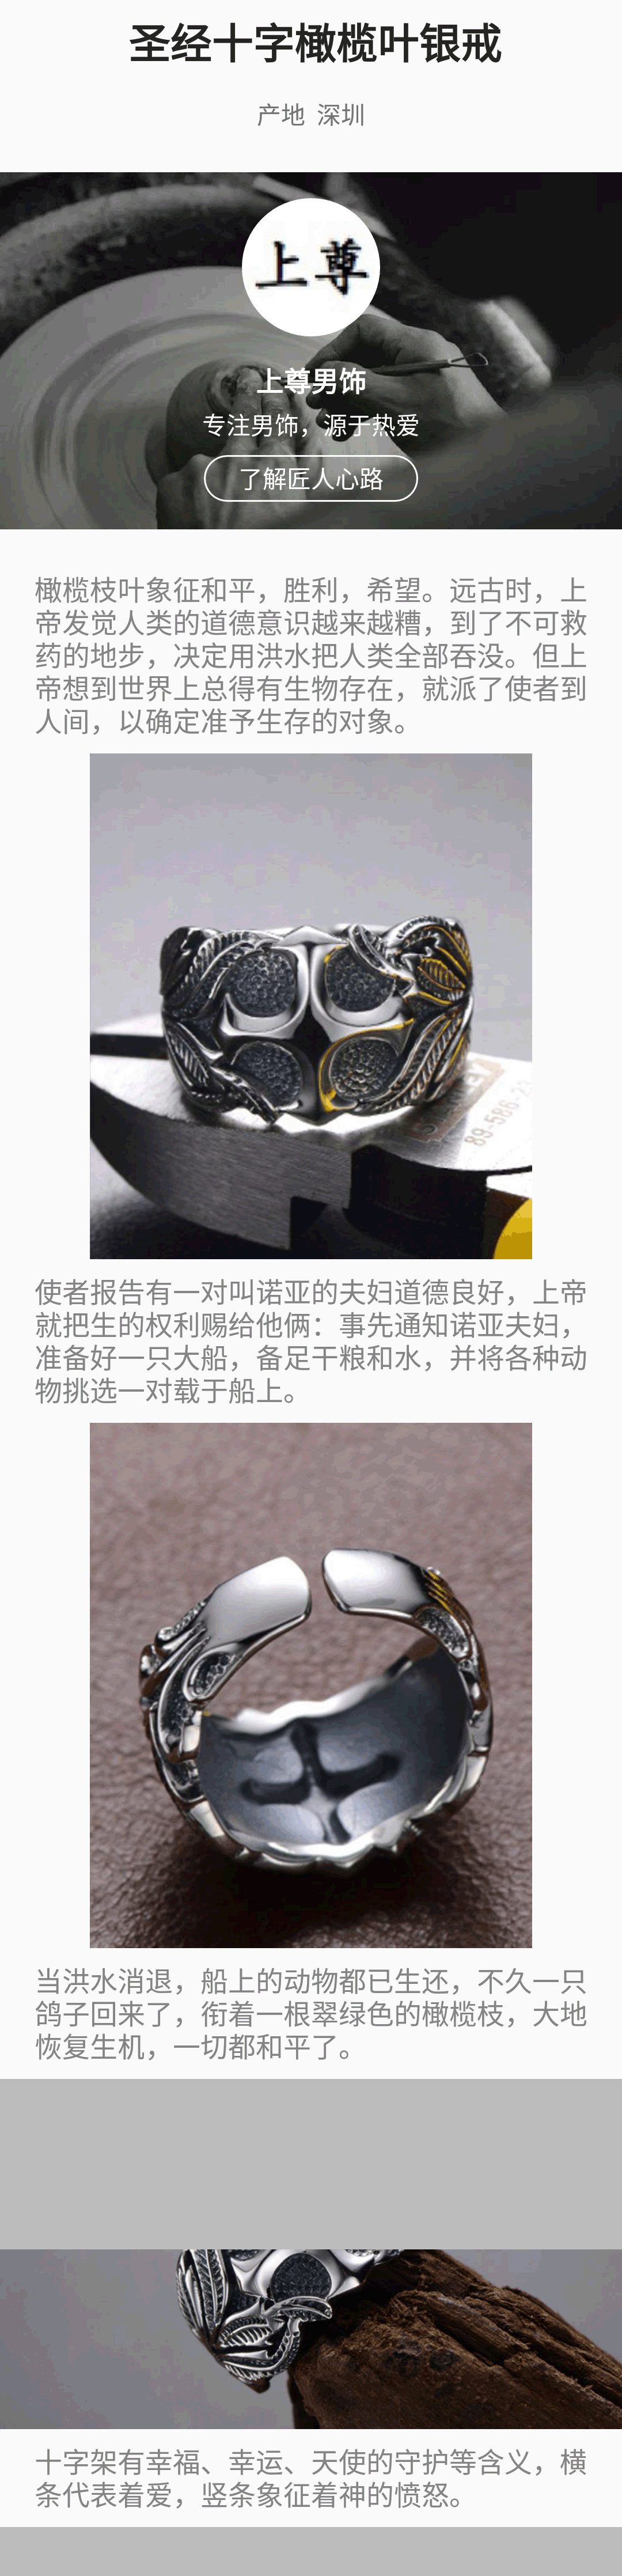 圣经十字橄榄叶银戒
产地 深圳
上尊
上尊男饰
专注男饰，源于热爱
了解匠人心路
橄榄枝叶象征和平，胜利，希望。远古时，上
帝发觉人类的道德意识越来越糟，到了不可救
药的地步，决定用洪水把人类全部吞没。但上
帝想到世界上总得有生物存在，就派了使者到
人间，以确定准予生存的对象。
使者报告有一对叫诺亚的夫妇道德良好，上帝
就把生的权利赐给他俩：事先通知诺亚夫妇，
准备好一只大船，备足干粮和水，并将各种动
物挑选一对载于船上。
当洪水消退，船上的动物都已生还，不久一只
鸽子回来了，衔着一根翠绿色的橄榄枝，大地
恢复生机，一切都和平了。
十字架有幸福、幸运、天使的守护等含义，横
条代表着爱，竖条象征着神的愤怒。